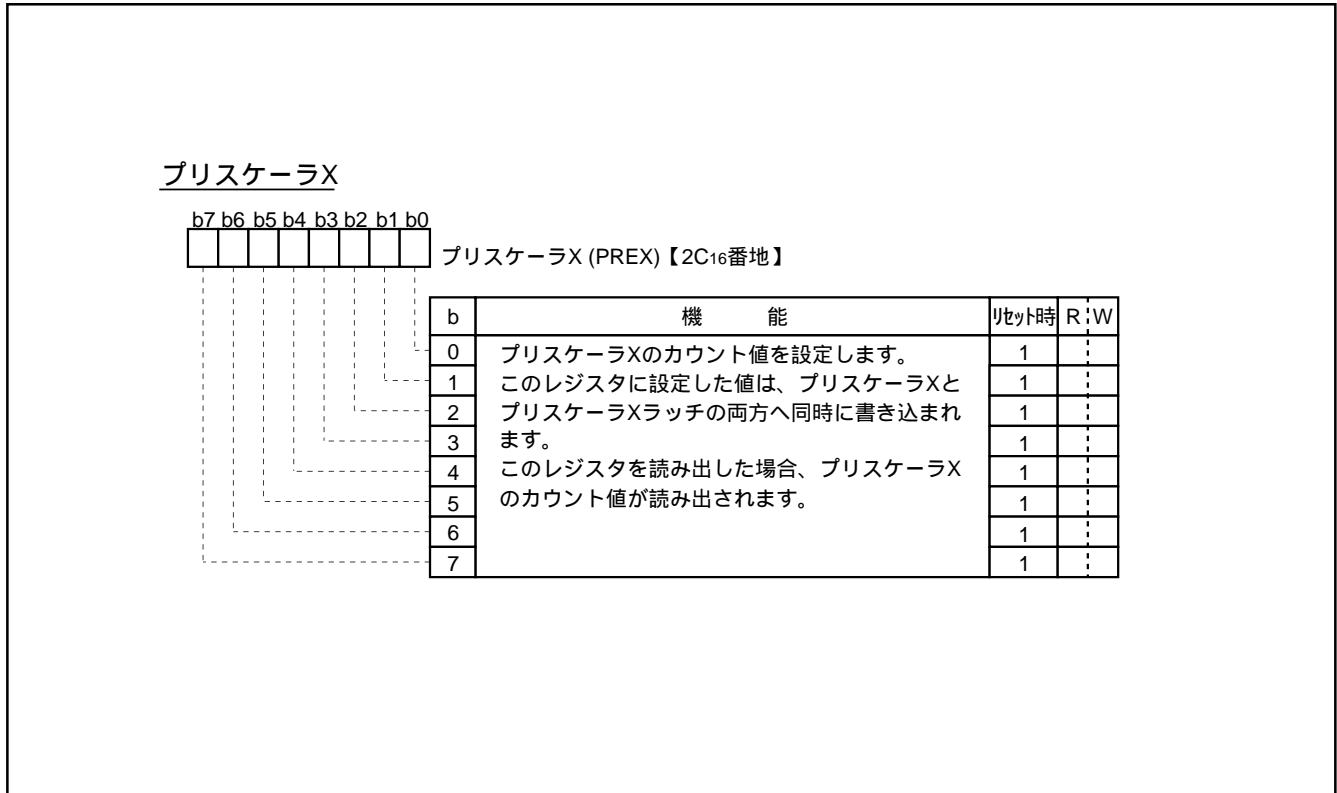 プリスケーラX
b7 b6 b5 b4 b3 b2 b1 b0
プリスケーラX (PREX)【2C16番地】
b 機 能 リセット時 R W
0 プリスケーラXのカウント値を設定します。 1
1 このレジスタに設定した値は、プリスケーラXと 1
2 プリスケーラXラッチの両方へ同時に書き込まれ 1
3 ます。 1
4 このレジスタを読み出した場合、プリスケーラX 1
5 のカウント値が読み出されます。 1
6 1
7 1